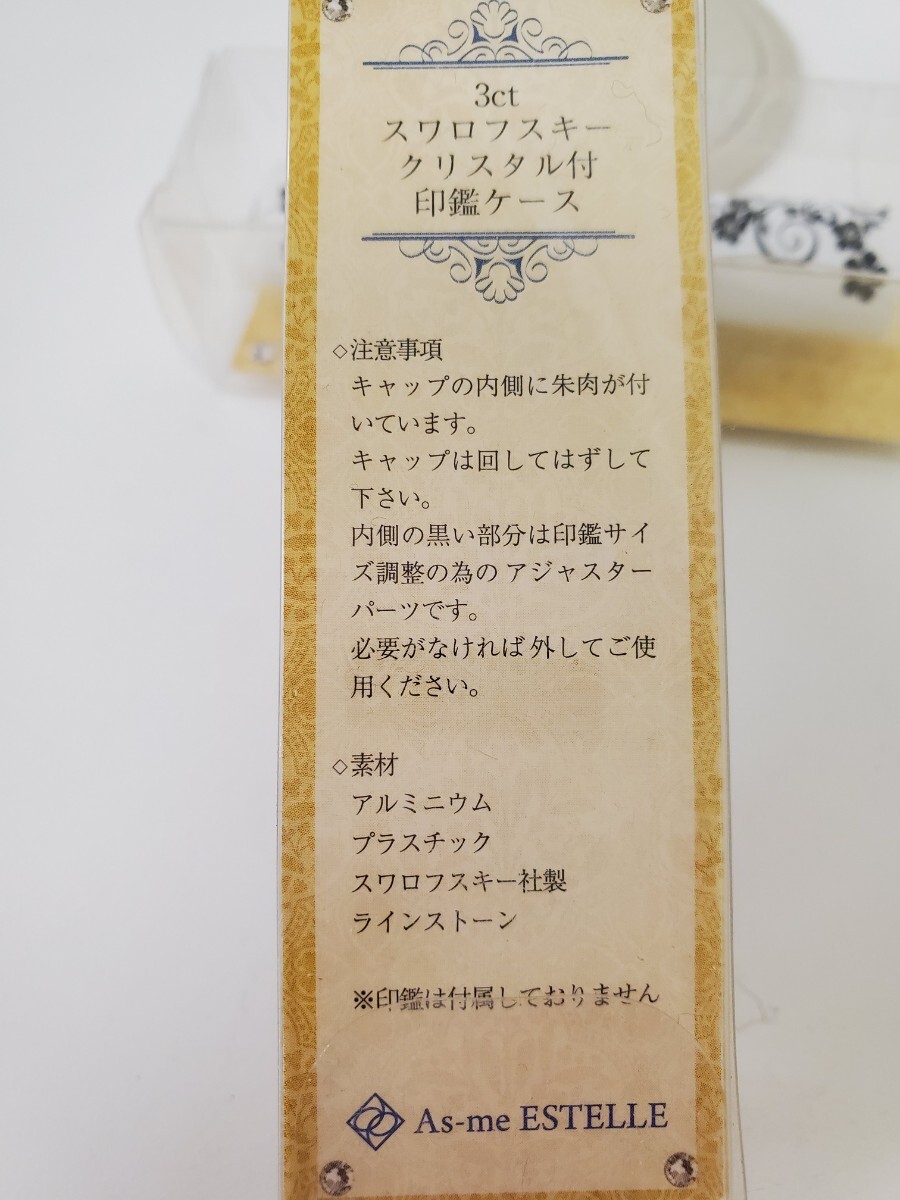 3ct
スワロフスキー
クリスタル付
印鑑ケース
◇注意事項
キャップの内側に朱肉が付
いています。
キャップは回してはずして
下さい。
内側の黒い部分は印鑑サイ
ズ調整の為のアジャスター
パーツです。
必要がなければ外してご使
用ください。
◇素材
アルミニウム
プラスチック
スワロフスキー社製
ラインストーン
※印鑑は付属しておりません
As-me ESTELLE